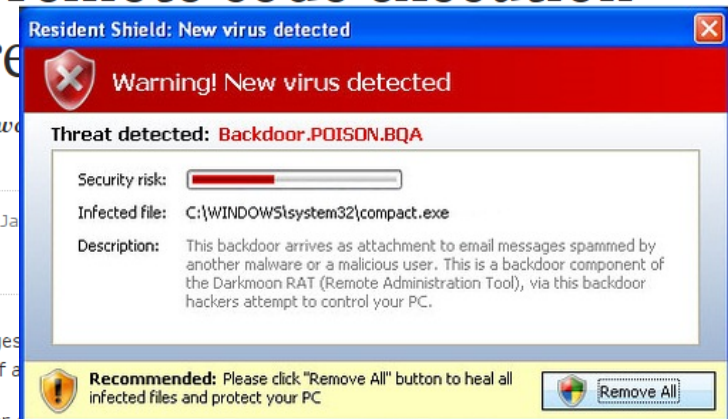 remote code execution
Resident Shield: New virus detected
Warning! New virus detected
Threat detected: Backdoor.POISON.BQA
Security risk:
Infected file: C:\WINDOWS\system32\compact.exe
Description: This backdoor arrives as attachment to email messages spammed by
another malware or a malicious user. This is a backdoor component of
the Darkmoon RAT (Remote Administration Tool), via this backdoor
hackers attempt to control your PC.
Recommended: Please click "Remove All" button to heal all
infected files and protect your PC
Remove All